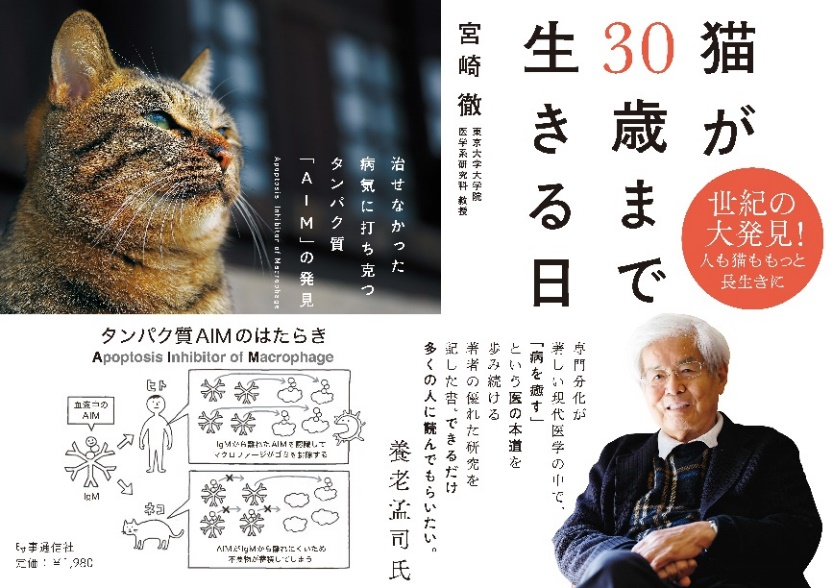 猫が
30歳まで
生きる日
宮崎 徹
東京大学大学院
医学系研究科 教授
世紀の
大発見!
人も猫ももっと
長生きに
治せなかった
病気に打ち克つ
タンパク質
「AIM」の発見
Apoptosis Inhibitor of Macrophage
タンパク質AIMのはたらき
Apoptosis Inhibitor of Macrophage
血液中の
AIM
IgM
ヒト
IgMから離れたAIMを認識して
マクロファージがゴミを掃除する
ネコ
AIMがIgMから離れにくいため
不要物が蓄積してしまう
専門分化が
著しい現代医学の中で、
「病を癒す」
という医の本道を
歩み続ける
著者の優れた研究を
記した書、できるだけ
多くの人に読んでもらいたい。
養老孟司氏
時事通信社
定価:¥1,980